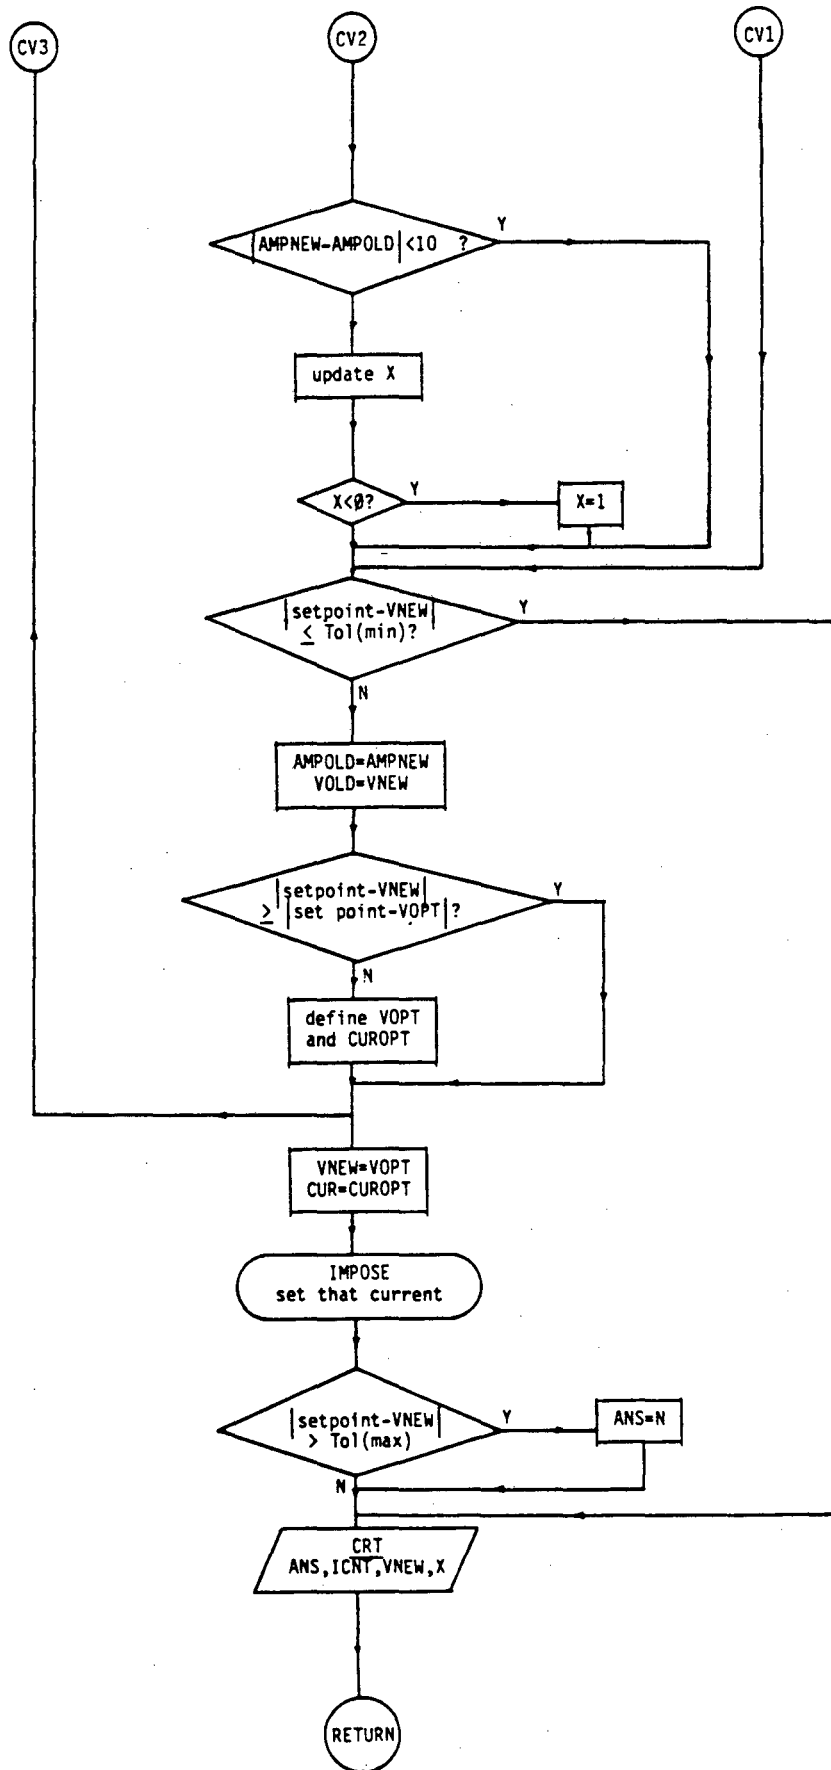 CV3
CV2
CV1
|AMPNEW-AMPOLD|<10 ?
Y
update X
X<0?
Y
X=1
|setpoint-VNEW|
≤ Tol(min)?
Y
N
AMPOLD=AMPNEW
VOLD=VNEW
|setpoint-VNEW|
≥ |set point-VOPT|?
Y
N
define VOPT
and CUROPT
VNEW=VOPT
CUR=CUROPT
IMPOSE
set that current
|setpoint-VNEW|
> Tol(max)
Y
ANS=N
N
CRT
ANS,ICNT,VNEW,X
RETURN